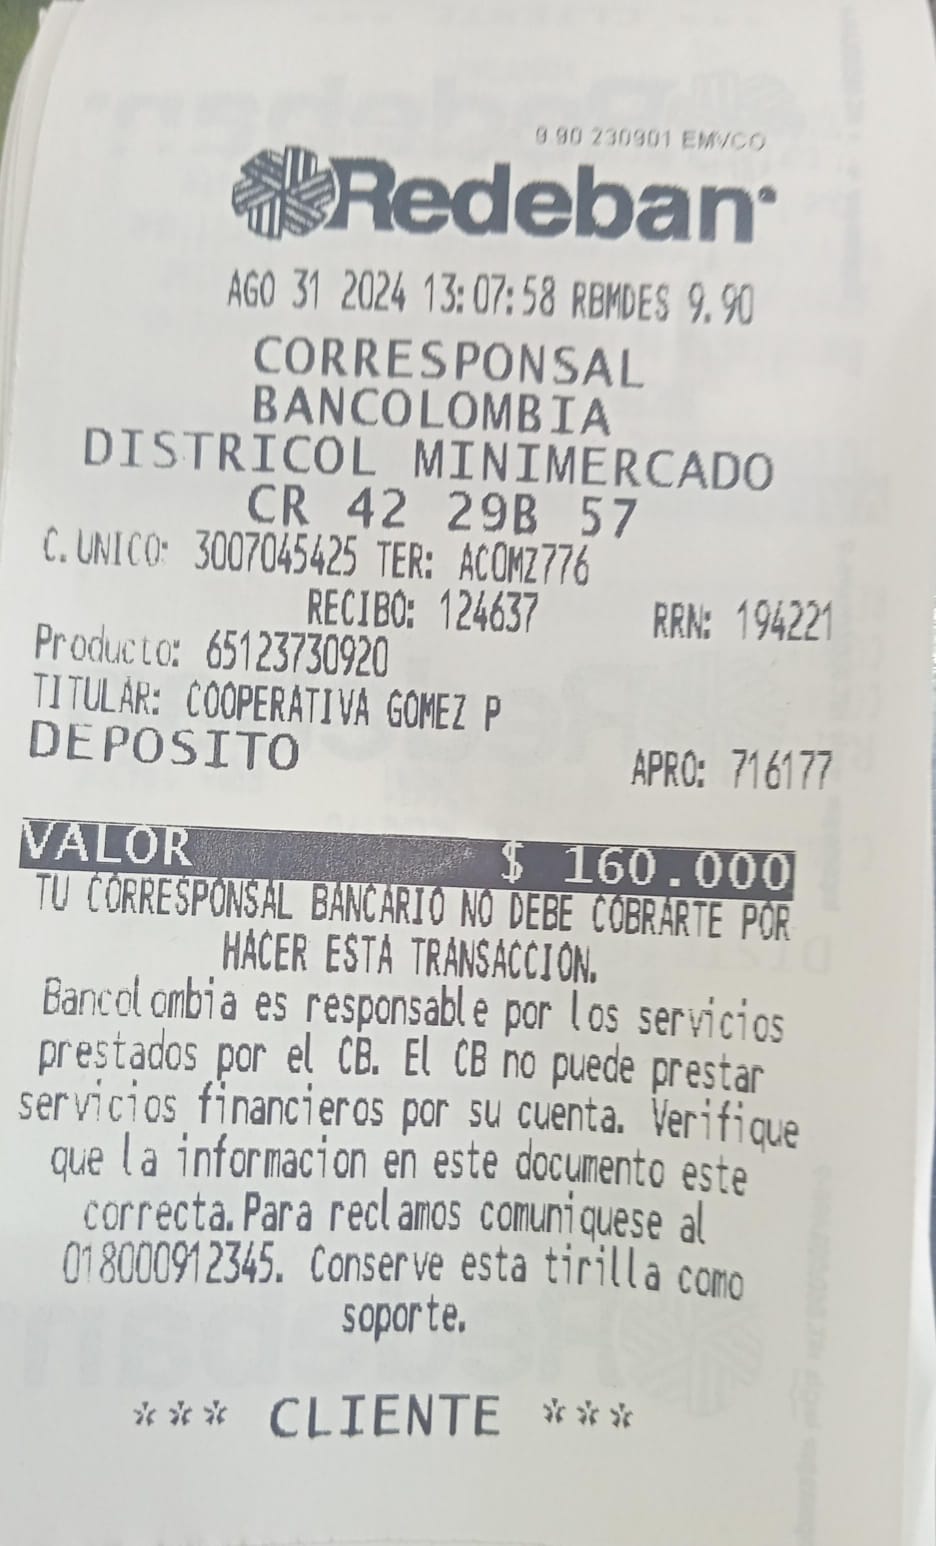 9.90 230901 EMVCO
Redeban
AGO 31 2024 13:07:58 RBMDES 9.90
CORRESPONSAL
BANCOLOMBIA
DISTRICOL MINIMERCADO
CR 42 29B 57
C. UNICO: 3007045425 TER: ACOMZ776
RECIBO: 124637 RRN: 194221
Producto: 65123730920
TITULAR: COOPERATIVA GOMEZ P
DEPOSITO APRO: 716177
VALOR $ 160.000
TU CORRESPONSAL BANCARIO NO DEBE COBRARTE POR
HACER ESTA TRANSACCION.
Bancolombia es responsable por los servicios
prestados por el CB. El CB no puede prestar
servicios financieros por su cuenta. Verifique
que la informacion en este documento este
correcta.Para reclamos comuniquese al
018000912345. Conserve esta tirilla como
soporte.
*** CLIENTE ***